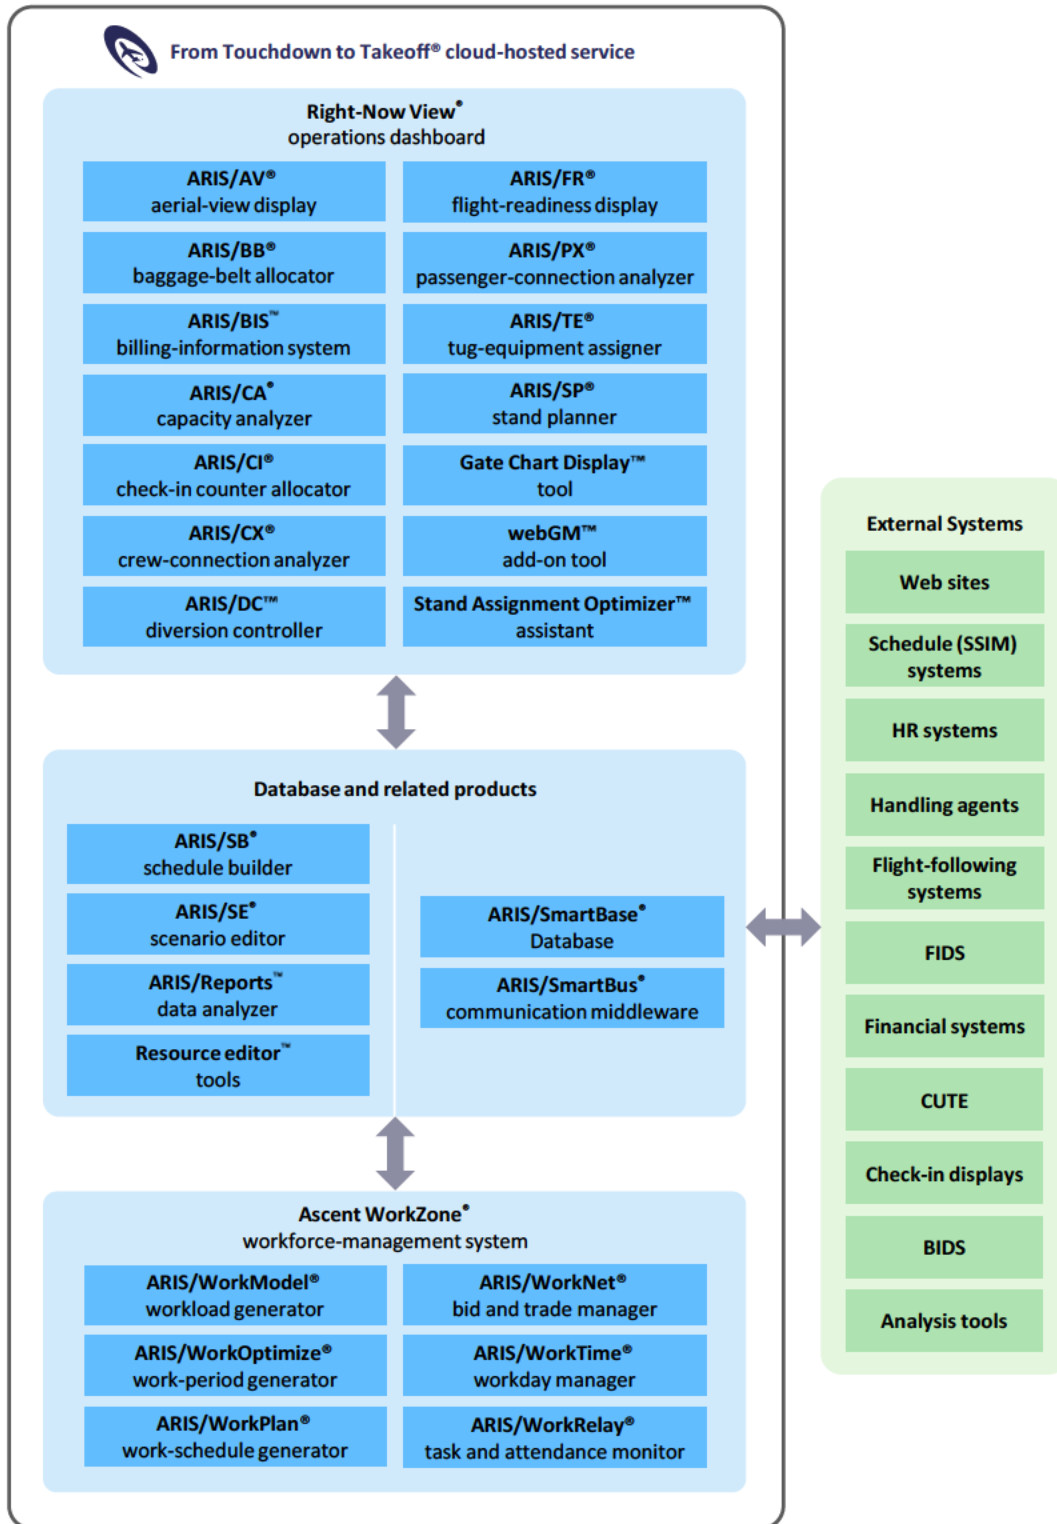 From Touchdown to Takeoff® cloud-hosted service
Right-Now View®
operations dashboard
ARIS/AV®
aerial-view display
ARIS/FR®
flight-readiness display
ARIS/BB®
baggage-belt allocator
ARIS/PX®
passenger-connection analyzer
ARIS/BIS™
billing-information system
ARIS/TE®
tug-equipment assigner
ARIS/CA®
capacity analyzer
ARIS/SP®
stand planner
ARIS/CI®
check-in counter allocator
Gate Chart Display™
tool
ARIS/CX®
crew-connection analyzer
webGM™
add-on tool
ARIS/DC™
diversion controller
Stand Assignment Optimizer™
assistant
Database and related products
ARIS/SB®
schedule builder
ARIS/SE®
scenario editor
ARIS/Reports™
data analyzer
Resource editor™
tools
ARIS/SmartBase®
Database
ARIS/SmartBus®
communication middleware
Ascent WorkZone®
workforce-management system
ARIS/WorkModel®
workload generator
ARIS/WorkNet®
bid and trade manager
ARIS/WorkOptimize®
work-period generator
ARIS/WorkTime®
workday manager
ARIS/WorkPlan®
work-schedule generator
ARIS/WorkRelay®
task and attendance monitor
External Systems
Web sites
Schedule (SSIM)
systems
HR systems
Handling agents
Flight-following
systems
FIDS
Financial systems
CUTE
Check-in displays
BIDS
Analysis tools